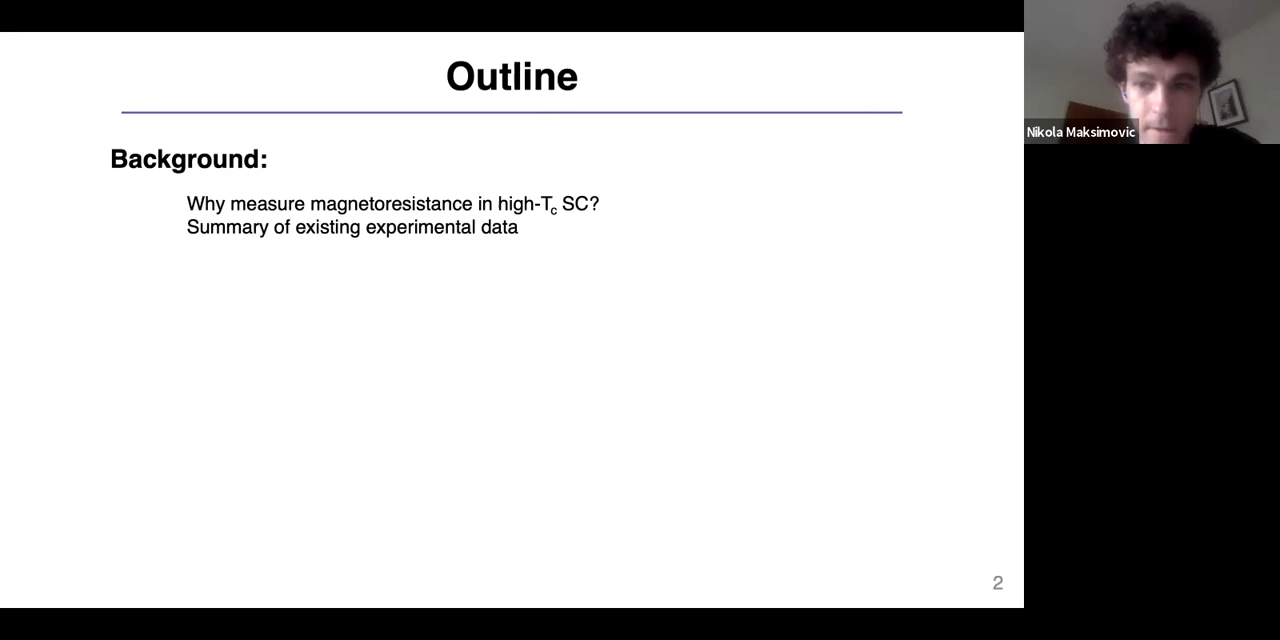 Outline
Background:
Why measure magnetoresistance in high-Tc SC?
Summary of existing experimental data
2
Nikola Maksimovic